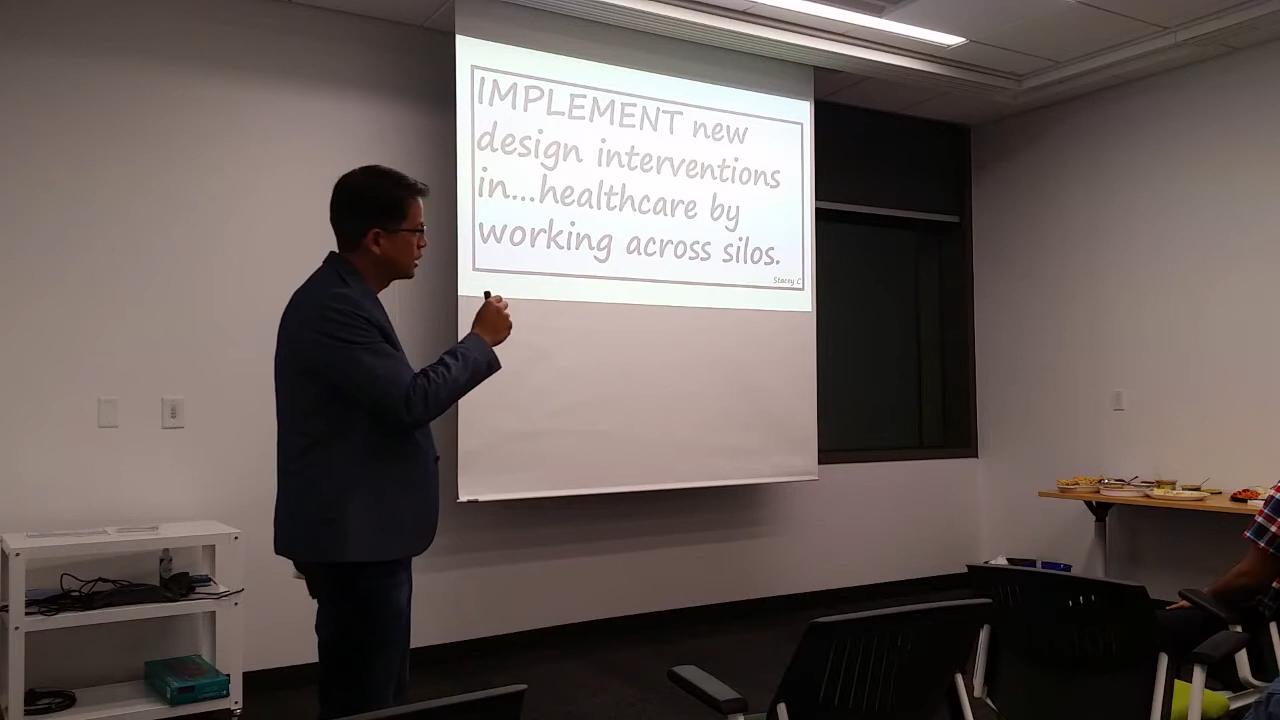 IMPLEMENT new
design interventions
in...healthcare by
working across silos.
Stacey C